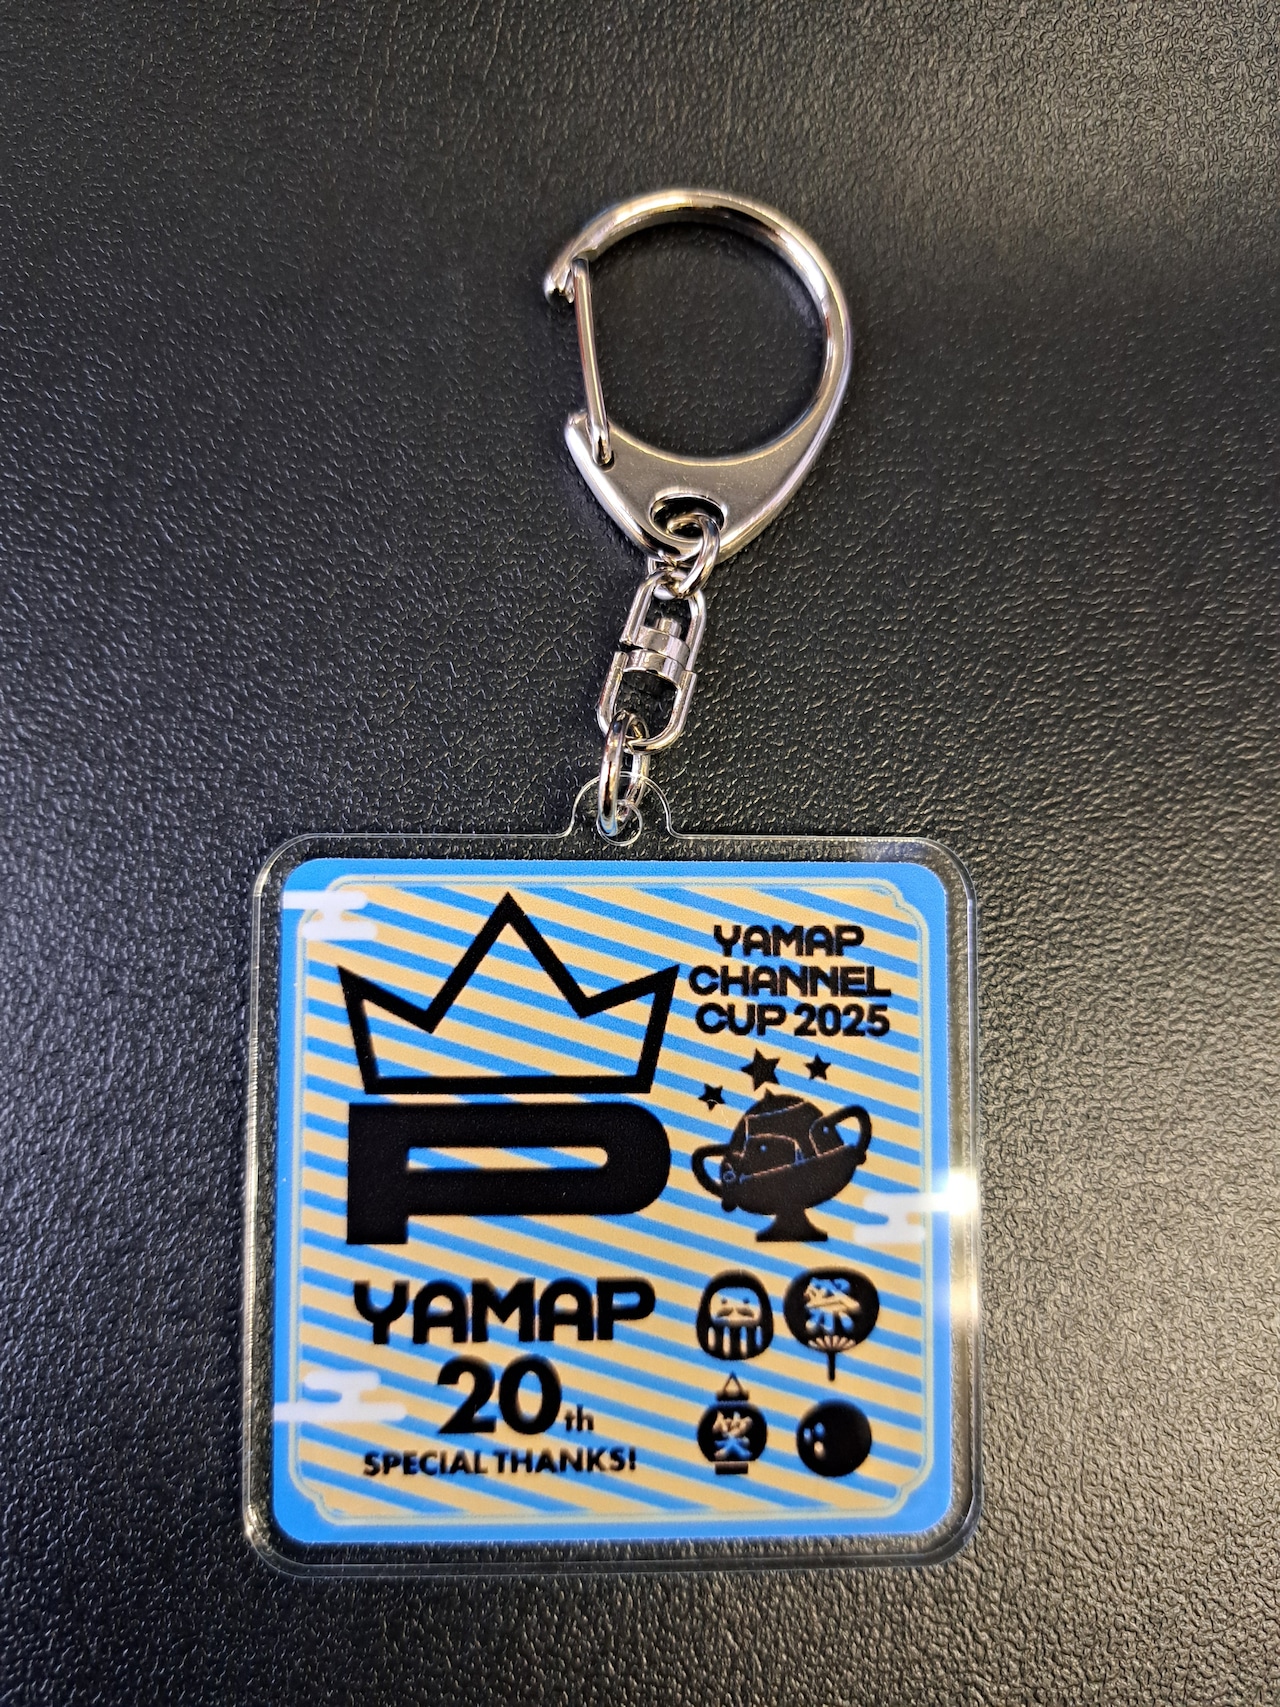 YAMAP
CHANNEL
CUP 2025
P
YAMAP
20th
SPECIAL THANKS!
祭
笑